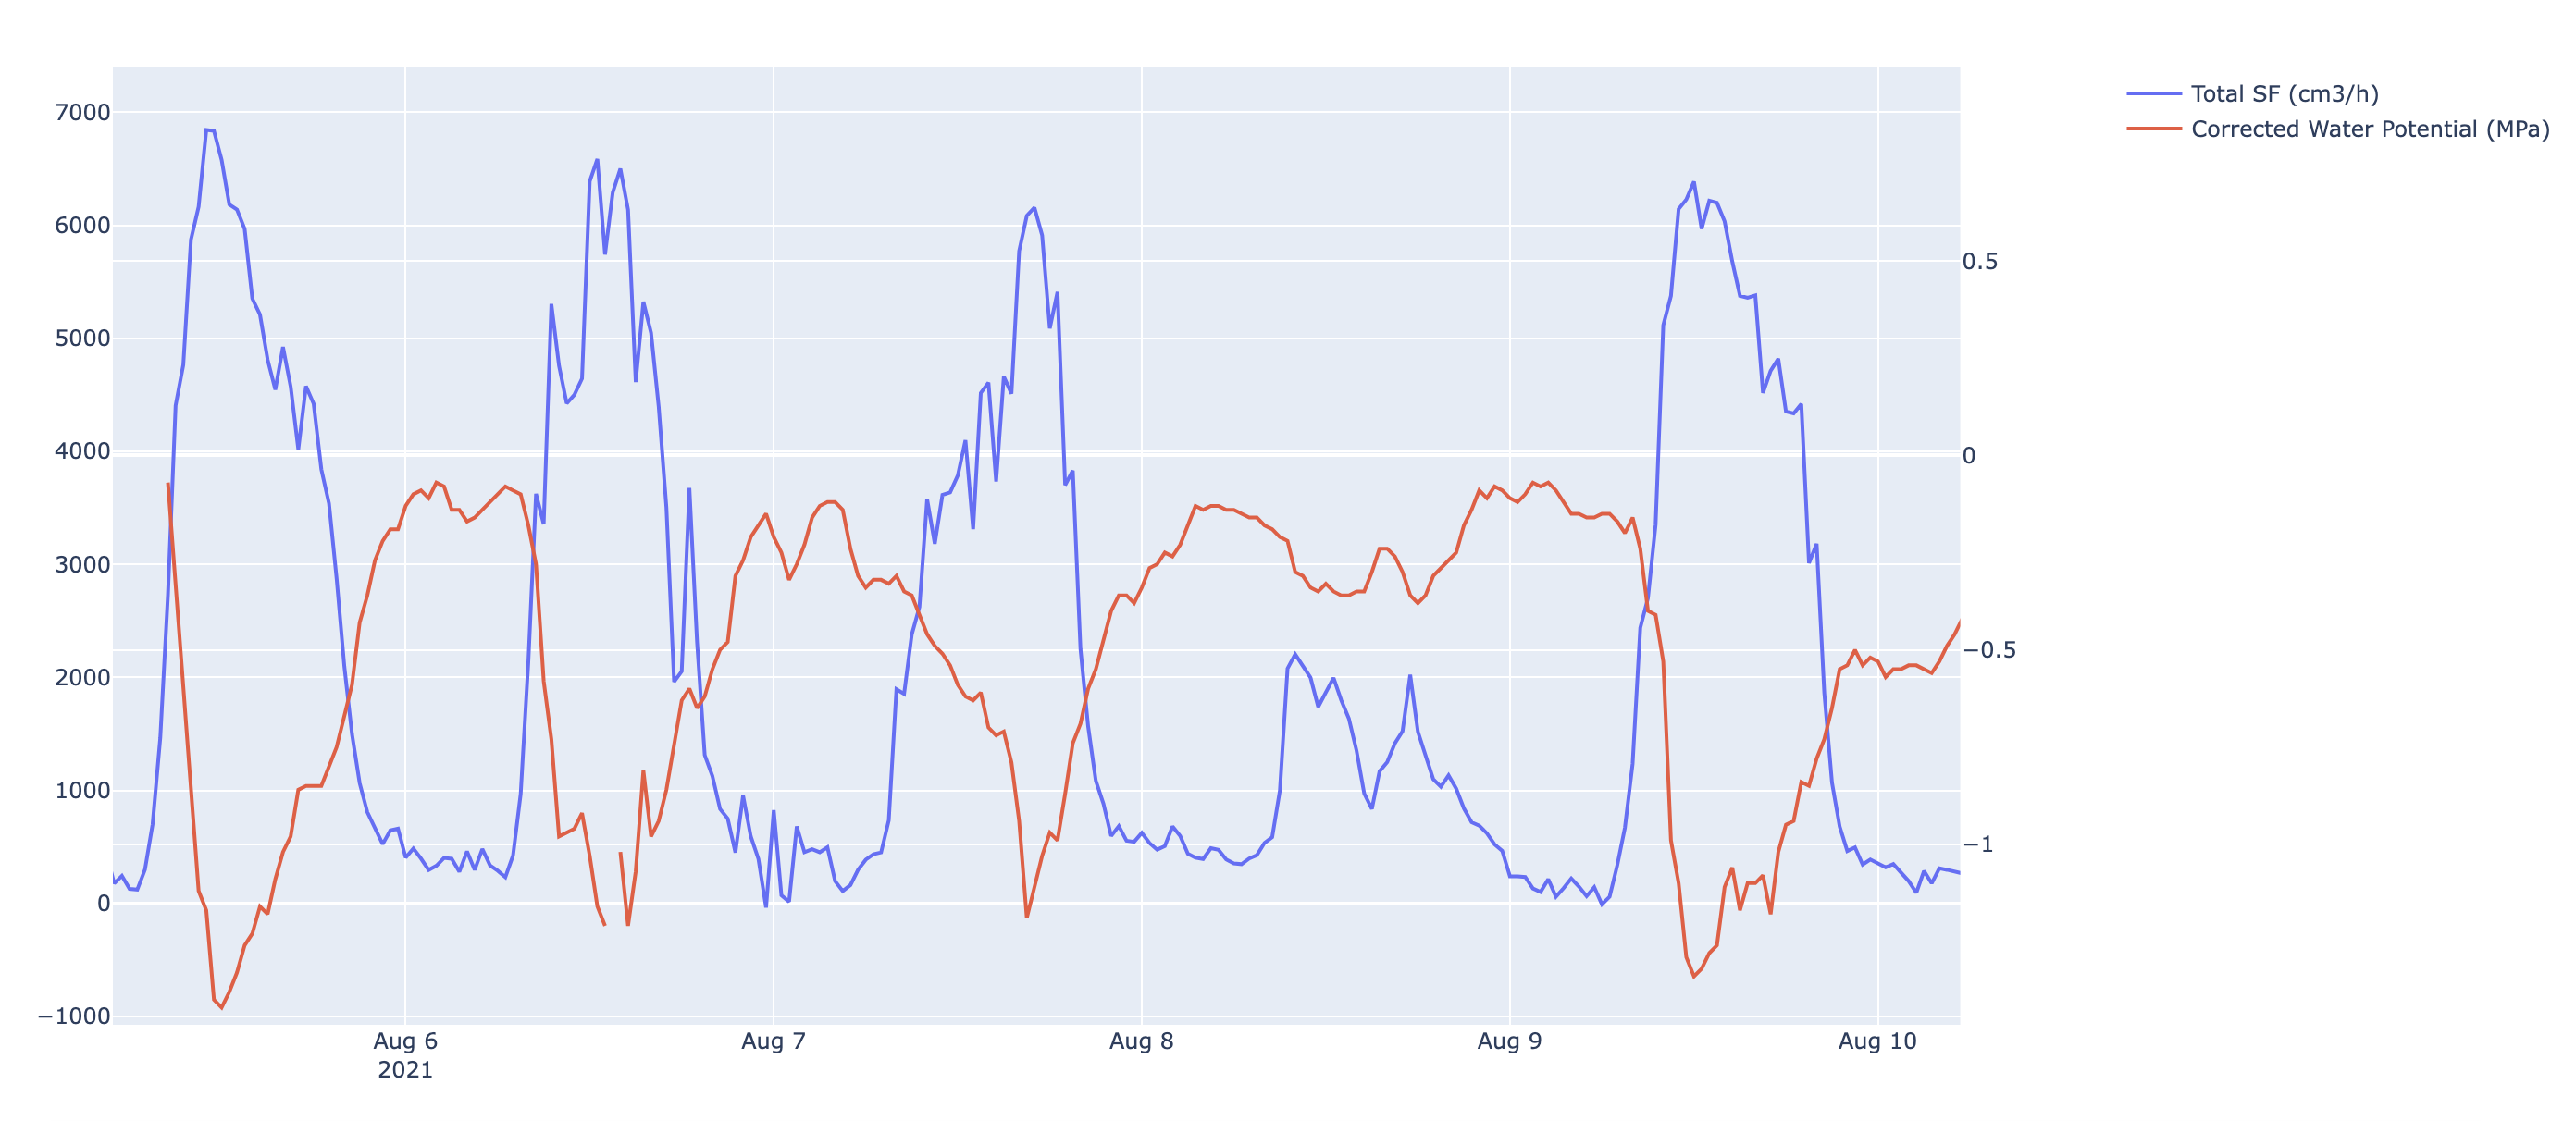 Total SF (cm3/h)
Corrected Water Potential (MPa)
7000
6000
5000
4000
3000
2000
1000
0
−1000
0.5
0
−0.5
−1
Aug 6
2021
Aug 7
Aug 8
Aug 9
Aug 10